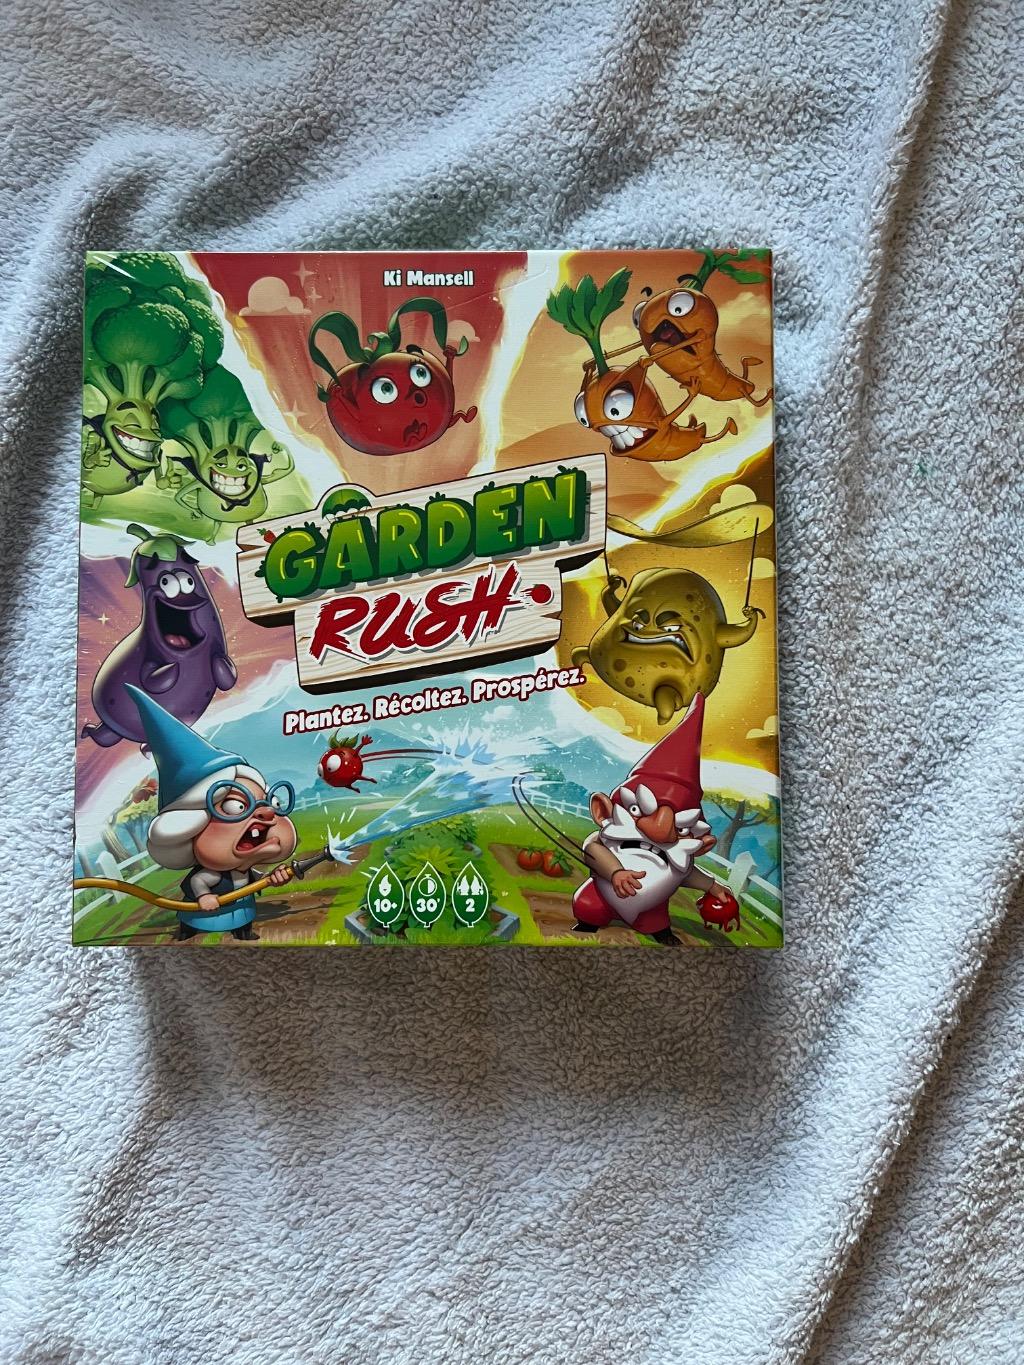 Ki Mansell
GARDEN
RUSH
Plantez. Récoltez. Prospérez.
10+ 30' 2